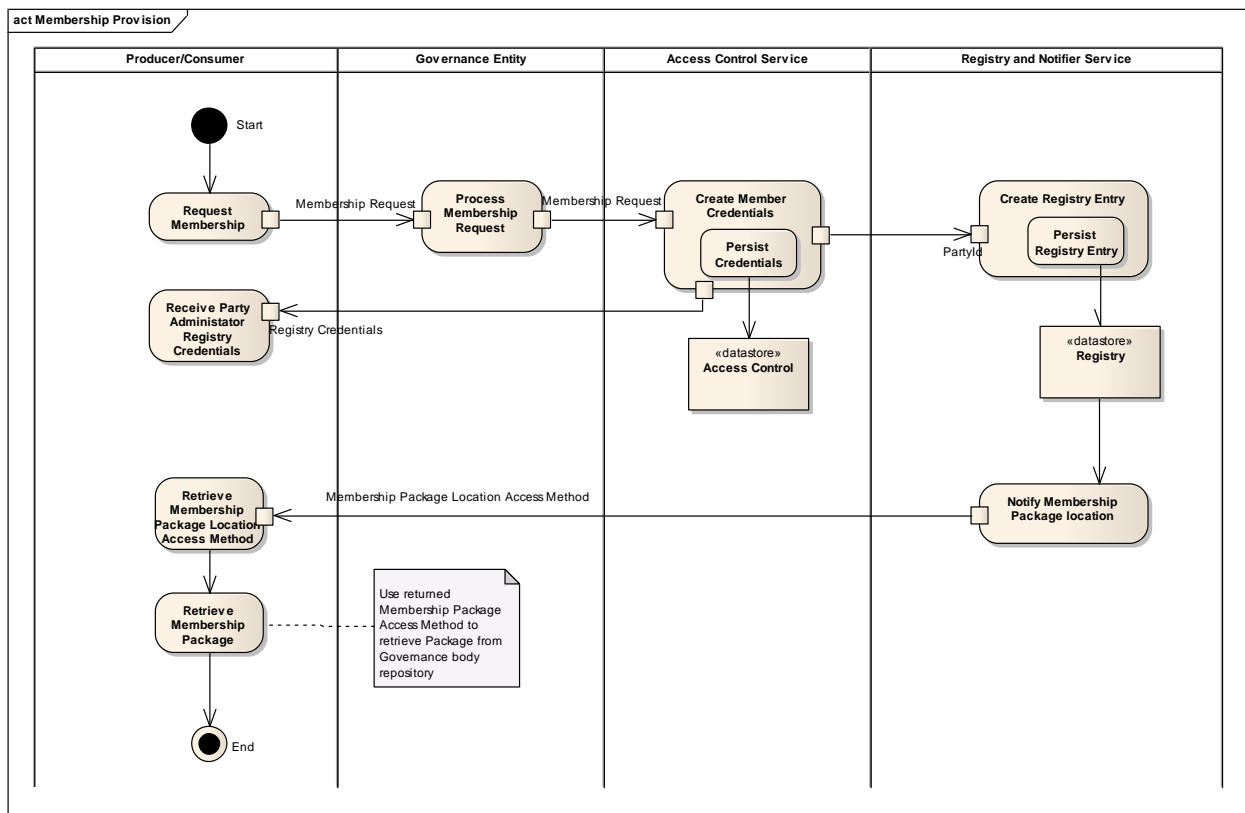 act Membership Provision
Producer/Consumer
Governance Entity
Access Control Service
Registry and Notifier Service
Start
Request
Membership
Membership Request
Process
Membership
Request
Membership Request
Create Member
Credentials
Persist
Credentials
PartyId
Create Registry Entry
Persist
Registry Entry
Receive Party
Administator
Registry
Credentials
Registry Credentials
«datastore»
Access Control
«datastore»
Registry
Retrieve
Membership
Package Location
Access Method
Membership Package Location Access Method
Notify Membership
Package location
Retrieve
Membership
Package
Use returned
Membership Package
Access Method to
retrieve Package from
Governance body
repository
End